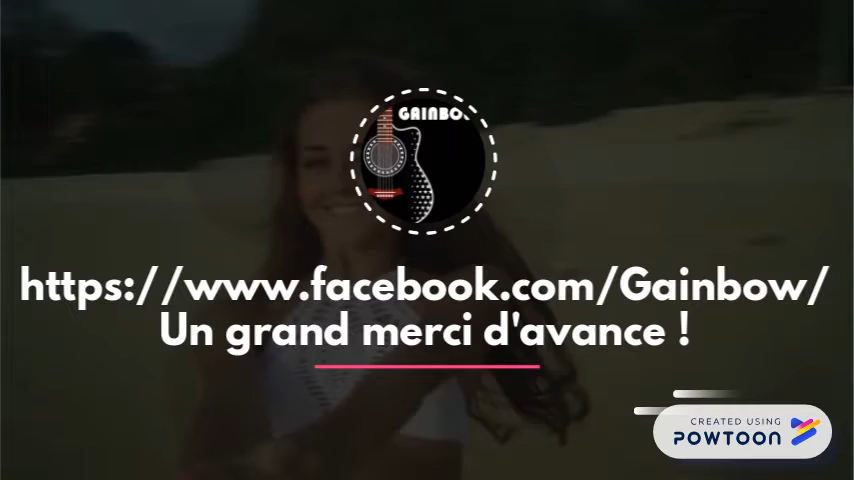 GAINBO
https://www.facebook.com/Gainbow/
Un grand merci d'avance !
CREATED USING
POWTOON